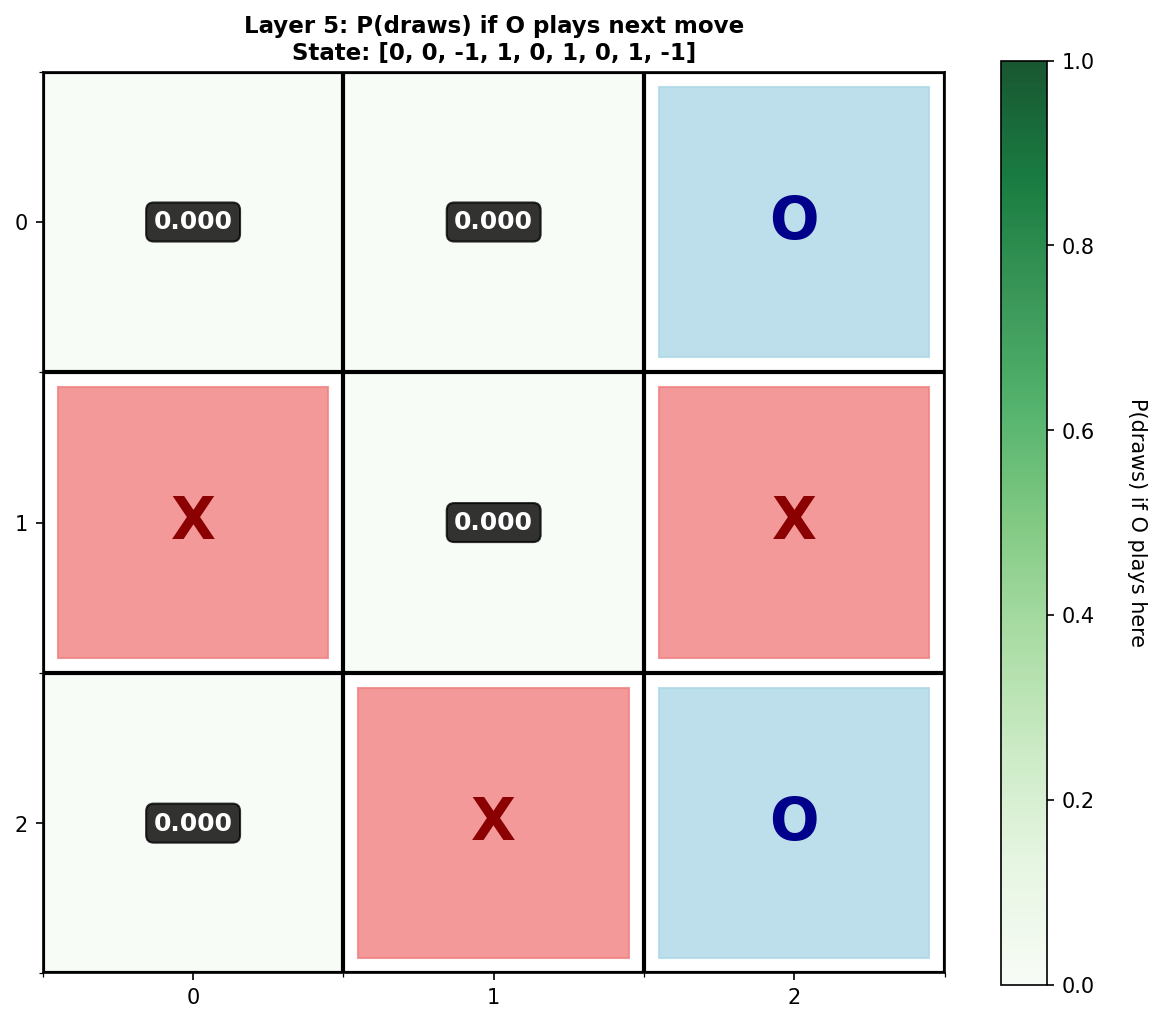 Layer 5: P(draws) if O plays next move
State: [0, 0, -1, 1, 0, 1, 0, 1, -1]
0.000
0.000
O
X
0.000
X
0.000
X
O
0
1
2
0
1
2
1.0
0.8
0.6
0.4
0.2
0.0
P(draws) if O plays here